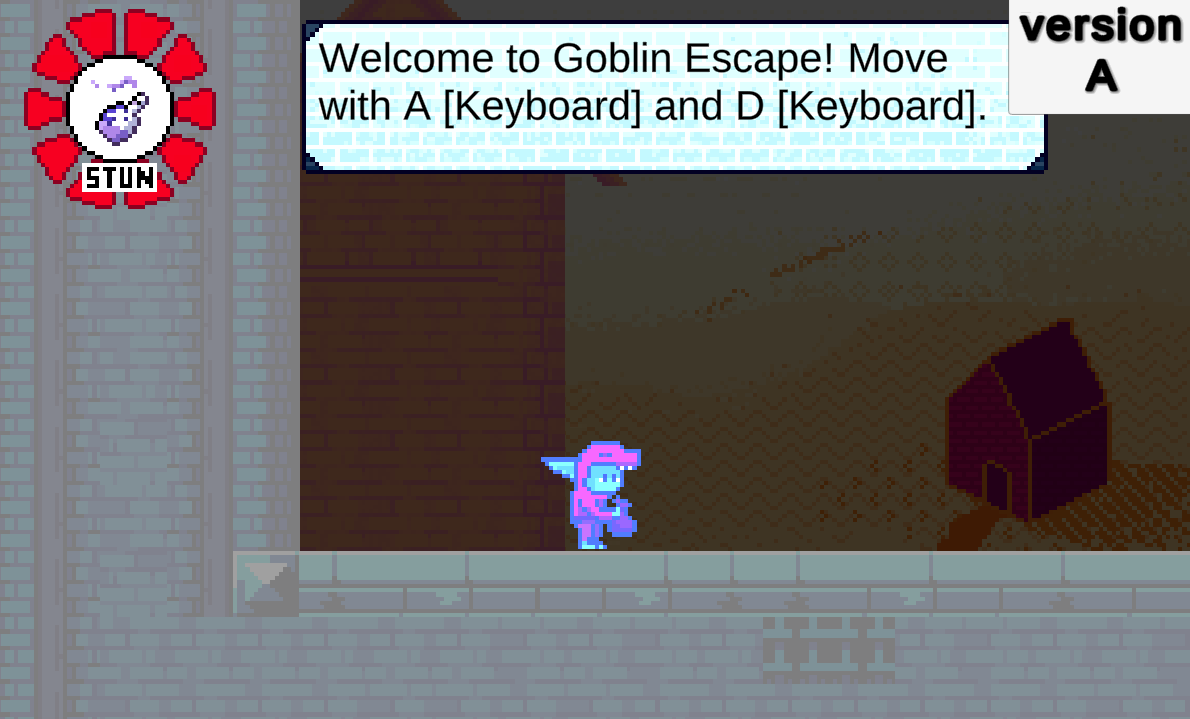 Welcome to Goblin Escape! Move
with A [Keyboard] and D [Keyboard].
version
A
STUN